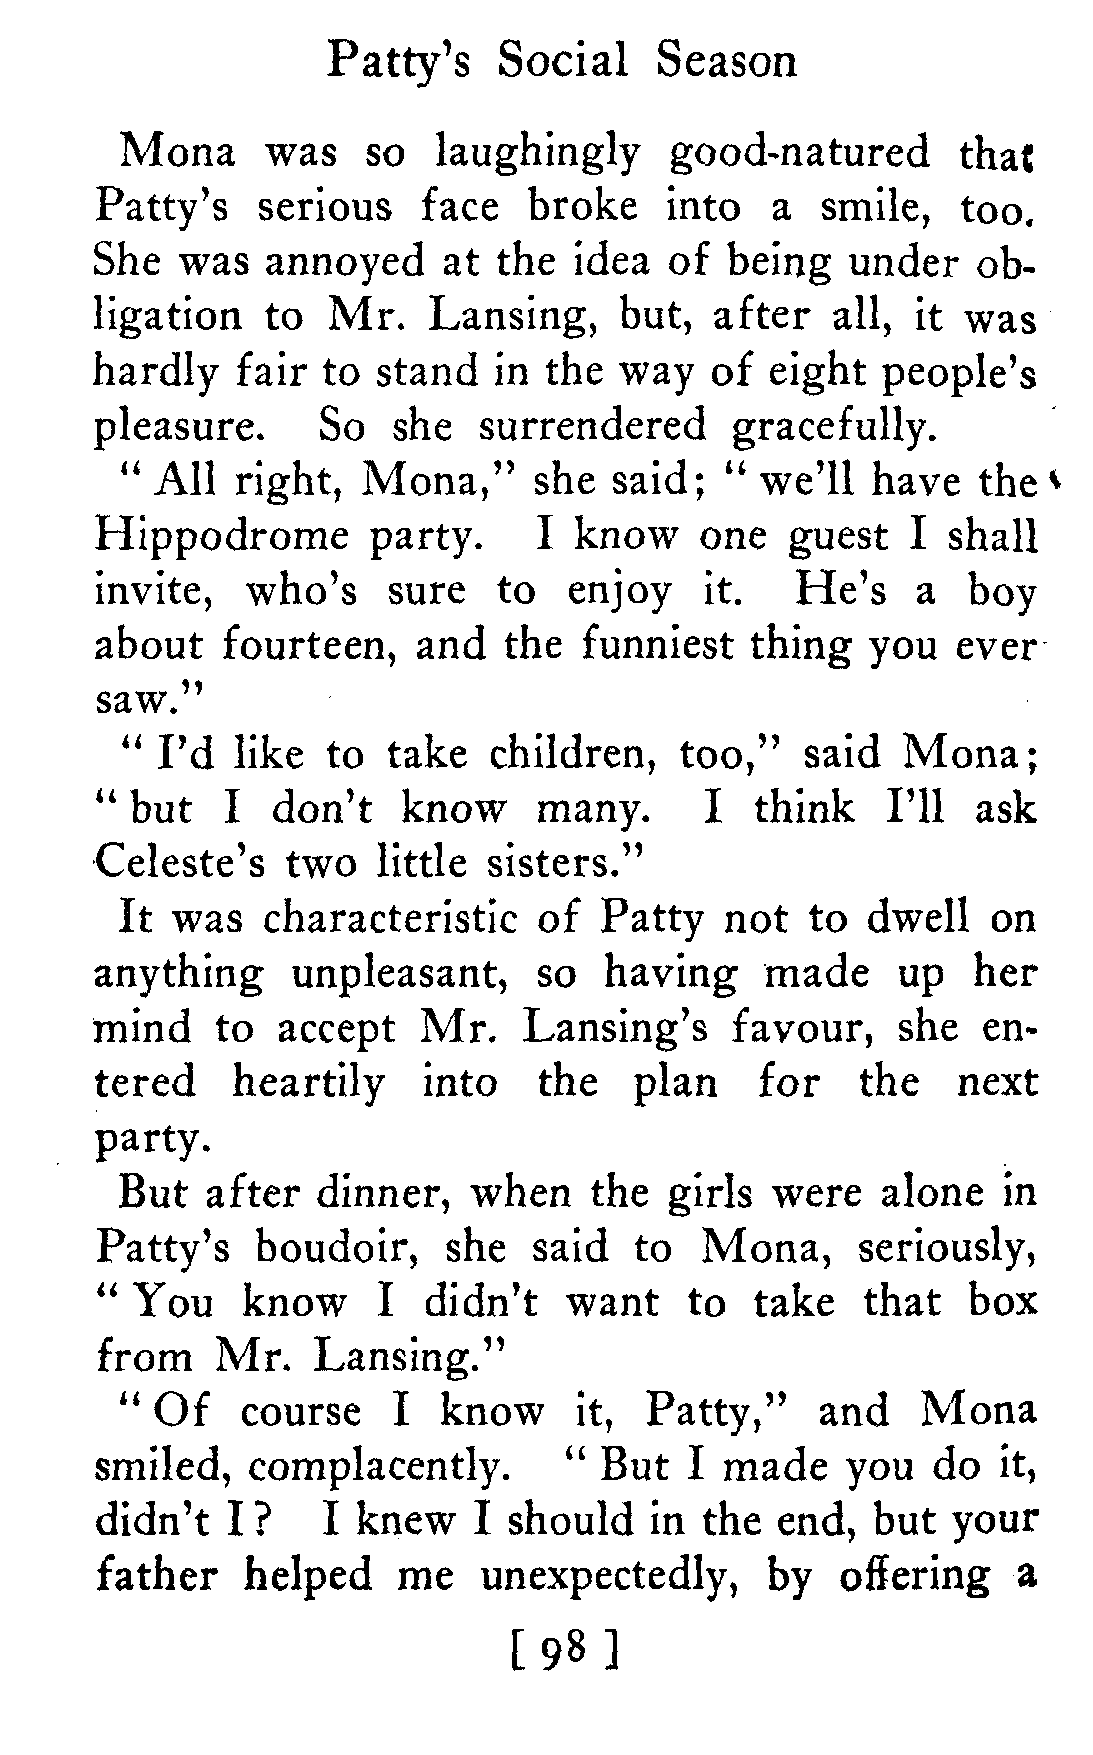 Patty's Social Season
Mona was so laughingly good-natured that
Patty's serious face broke into a smile, too.
She was annoyed at the idea of being under ob-
ligation to Mr. Lansing, but, after all, it was
hardly fair to stand in the way of eight people's
pleasure. So she surrendered gracefully.
" All right, Mona," she said; " we'll have the
Hippodrome party. I know one guest I shall
invite, who's sure to enjoy it. He's a boy
about fourteen, and the funniest thing you ever
saw."
" I'd like to take children, too," said Mona;
" but I don't know many. I think I'll ask
Celeste's two little sisters."
It was characteristic of Patty not to dwell on
anything unpleasant, so having made up her
mind to accept Mr. Lansing's favour, she en-
tered heartily into the plan for the next
party.
But after dinner, when the girls were alone in
Patty's boudoir, she said to Mona, seriously,
" You know I didn't want to take that box
from Mr. Lansing."
" Of course I know it, Patty," and Mona
smiled, complacently. " But I made you do it,
didn't I? I knew I should in the end, but your
father helped me unexpectedly, by offering a
[ 98 ]